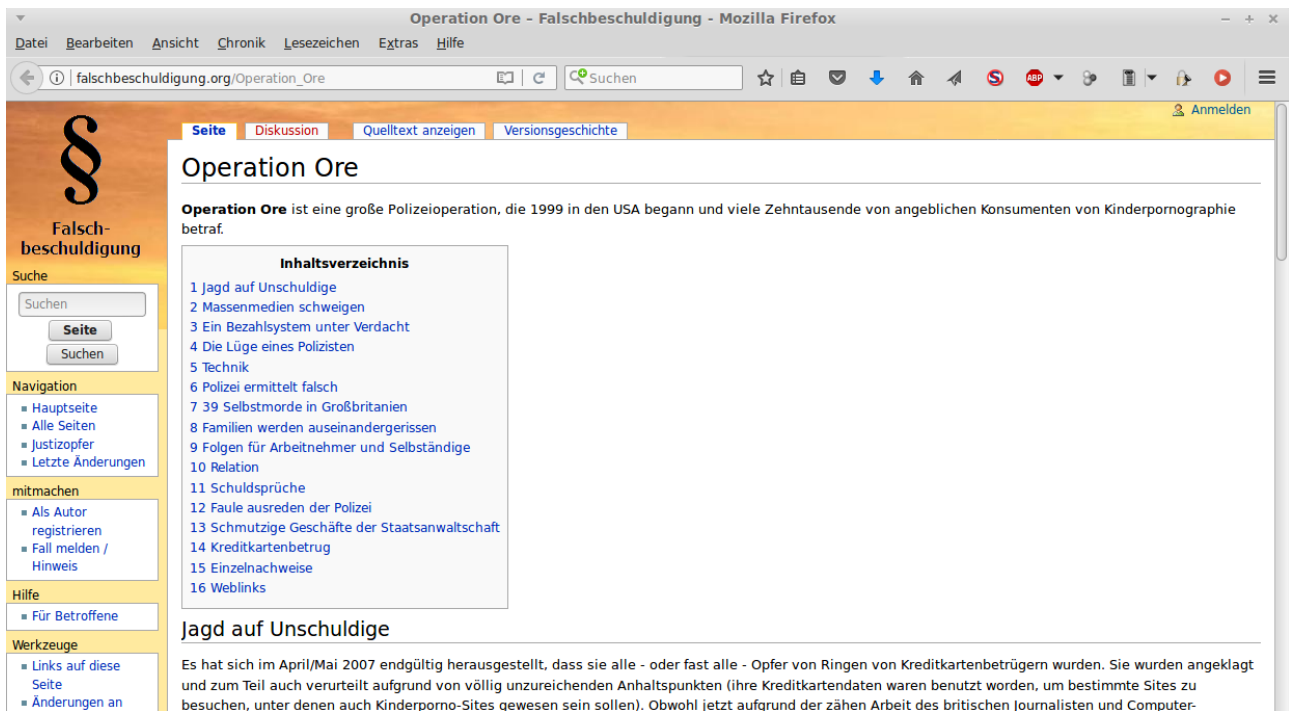 Operation Ore – Falschbeschuldigung - Mozilla Firefox
Datei Bearbeiten Ansicht Chronik Lesezeichen Extras Hilfe
falschbeschuldigung.org/Operation_Ore
Suchen
ABP
Anmelden
Seite Diskussion Quelltext anzeigen Versionsgeschichte
§
Falsch-
beschuldigung
Suche
Suchen
Seite
Suchen
Navigation
Hauptseite
Alle Seiten
Justizopfer
Letzte Änderungen
mitmachen
Als Autor
registrieren
Fall melden /
Hinweis
Hilfe
Für Betroffene
Werkzeuge
Links auf diese
Seite
Änderungen an
Operation Ore
Operation Ore ist eine große Polizeioperation, die 1999 in den USA begann und viele Zehntausende von angeblichen Konsumenten von Kinderpornographie
betraf.
Inhaltsverzeichnis
1 Jagd auf Unschuldige
2 Massenmedien schweigen
3 Ein Bezahlsystem unter Verdacht
4 Die Lüge eines Polizisten
5 Technik
6 Polizei ermittelt falsch
7 39 Selbstmorde in Großbritanien
8 Familien werden auseinandergerissen
9 Folgen für Arbeitnehmer und Selbständige
10 Relation
11 Schuldsprüche
12 Faule ausreden der Polizei
13 Schmutzige Geschäfte der Staatsanwaltschaft
14 Kreditkartenbetrug
15 Einzelnachweise
16 Weblinks
Jagd auf Unschuldige
Es hat sich im April/Mai 2007 endgültig herausgestellt, dass sie alle - oder fast alle - Opfer von Ringen von Kreditkartenbetrügern wurden. Sie wurden angeklagt
und zum Teil auch verurteilt aufgrund von völlig unzureichenden Anhaltspunkten (ihre Kreditkartendaten waren benutzt worden, um bestimmte Sites zu
besuchen, unter denen auch Kinderporno-Sites gewesen sein sollen). Obwohl jetzt aufgrund der zähen Arbeit des britischen Journalisten und Computer-